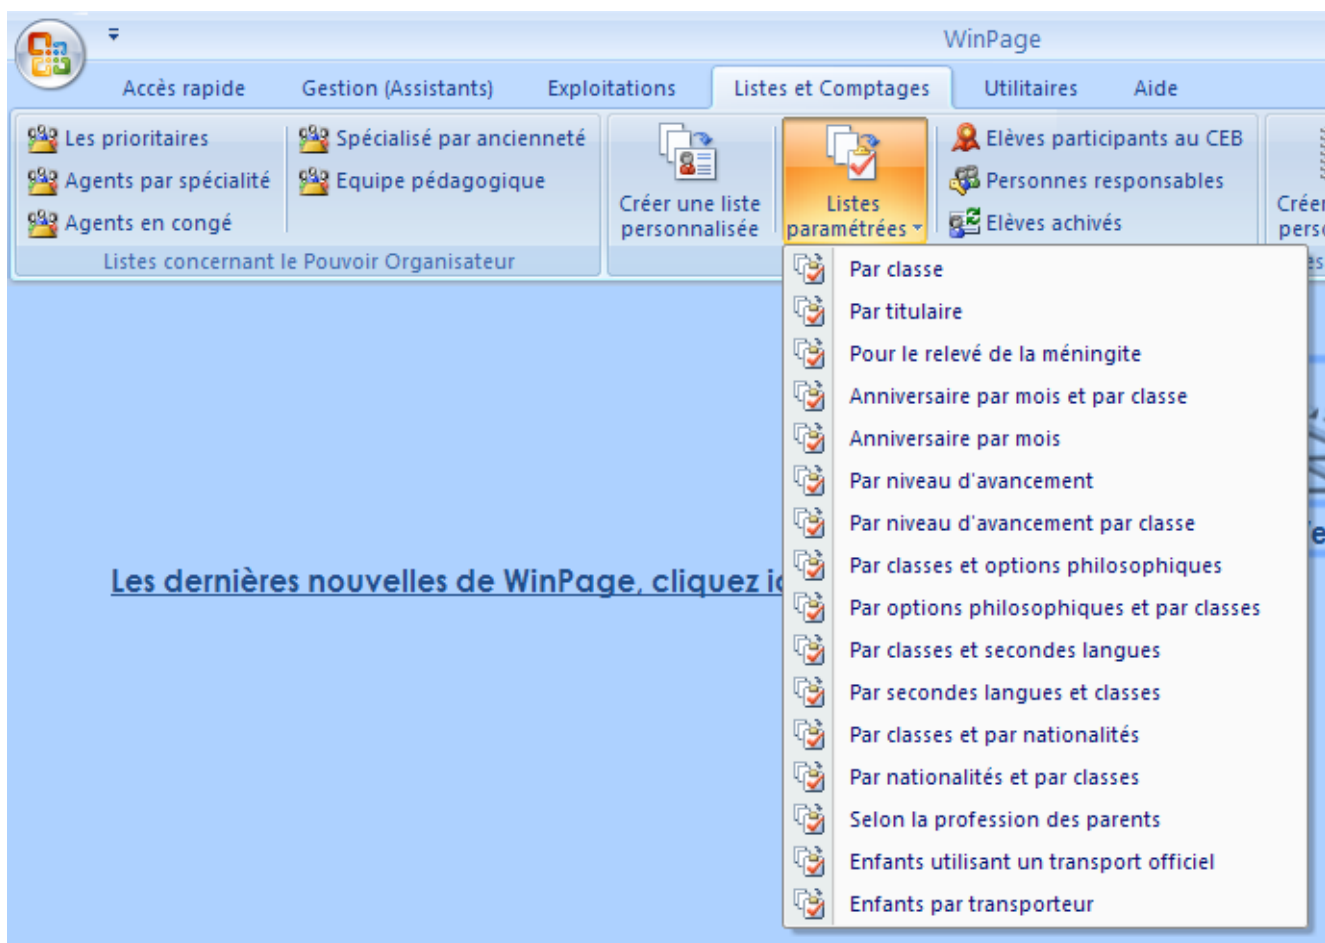 WinPage
Accès rapide
Gestion (Assistants)
Exploitations
Listes et Comptages
Utilitaires
Aide
Les prioritaires
Agents par spécialité
Agents en congé
Spécialisé par ancienneté
Equipe pédagogique
Listes concernant le Pouvoir Organisateur
Créer une liste
personnalisée
Listes
paramétrées
Elèves participants au CEB
Personnes responsables
Elèves achivés
Par classe
Par titulaire
Pour le relevé de la méningite
Anniversaire par mois et par classe
Anniversaire par mois
Par niveau d'avancement
Par niveau d'avancement par classe
Par classes et options philosophiques
Par options philosophiques et par classes
Par classes et secondes langues
Par secondes langues et classes
Par classes et par nationalités
Par nationalités et par classes
Selon la profession des parents
Enfants utilisant un transport officiel
Enfants par transporteur
Les dernières nouvelles de WinPage, cliquez